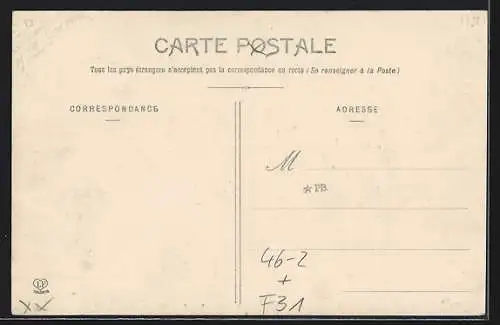 CARTE POSTALE
Tous les pays étrangers n'acceptent pas la correspondance au recto (Se renseigner à la Poste)
CORRESPONDANCE
ADRESSE
M
PB.
46-2
+
F31
XX